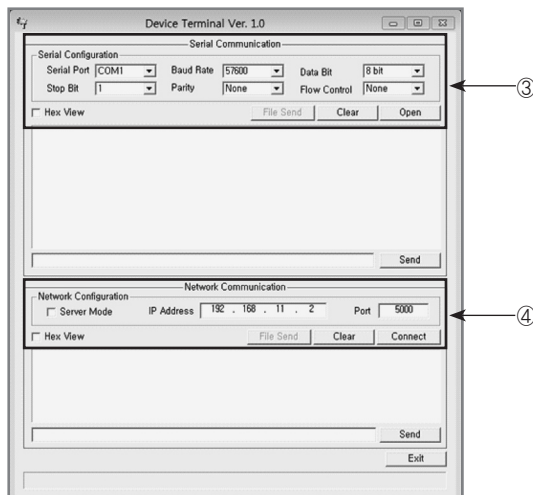 Device Terminal Ver. 1.0
Serial Communication
Serial Configuration
Serial Port COM1 Baud Rate 57600 Data Bit 8 bit
Stop Bit 1 Parity None Flow Control None
Hex View File Send Clear Open
③
Send
Network Communication
Network Configuration
Server Mode IP Address 192 . 168 . 11 . 2 Port 5000
④
Hex View File Send Clear Connect
Send
Exit